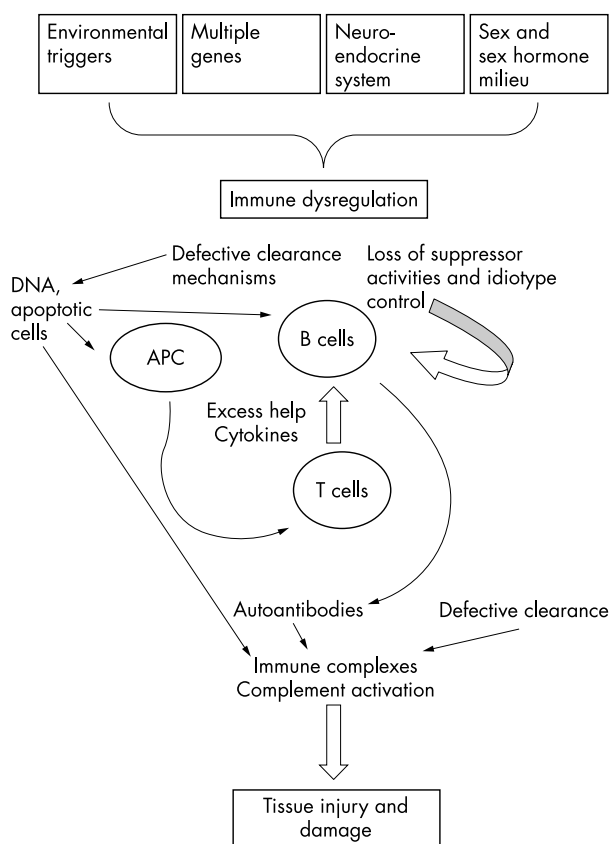 Environmental
triggers
Multiple
genes
Neuro-
endocrine
system
Sex and
sex hormone
milieu
Immune dysregulation
Defective clearance
mechanisms
Loss of suppressor
activities and idiotype
control
DNA,
apoptotic
cells
B cells
APC
Excess help
Cytokines
T cells
Autoantibodies
Defective clearance
Immune complexes
Complement activation
Tissue injury and
damage